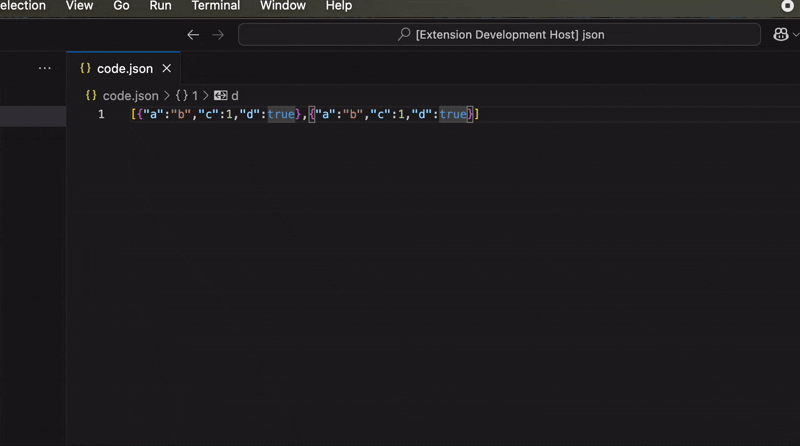 election View Go Run Terminal Window Help
[Extension Development Host] json
code.json
code.json > {} 1 > d
1 [{"a":"b","c":1,"d":true},{"a":"b","c":1,"d":true}]